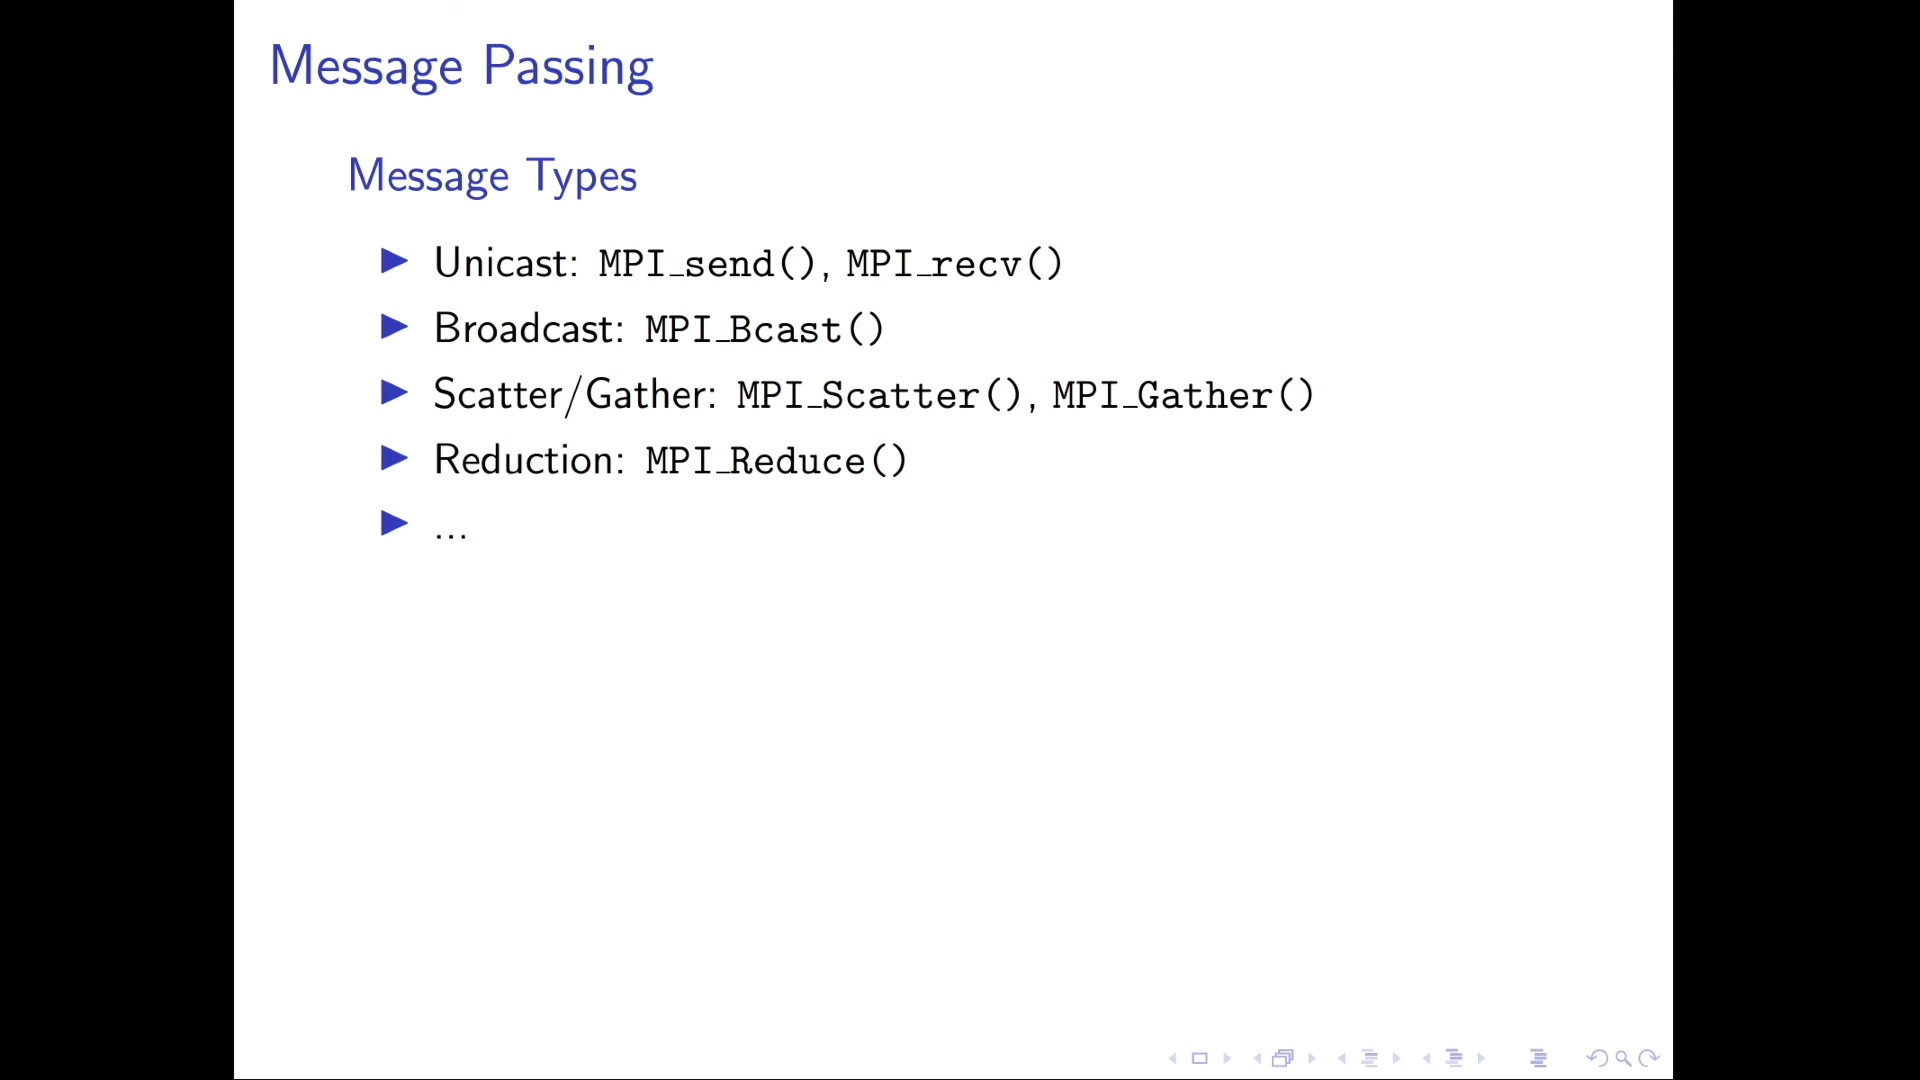 Message Passing
Message Types
Unicast: MPI_send(), MPI_recv()
Broadcast: MPI_Bcast()
Scatter/Gather: MPI_Scatter(), MPI_Gather()
Reduction: MPI_Reduce()
...